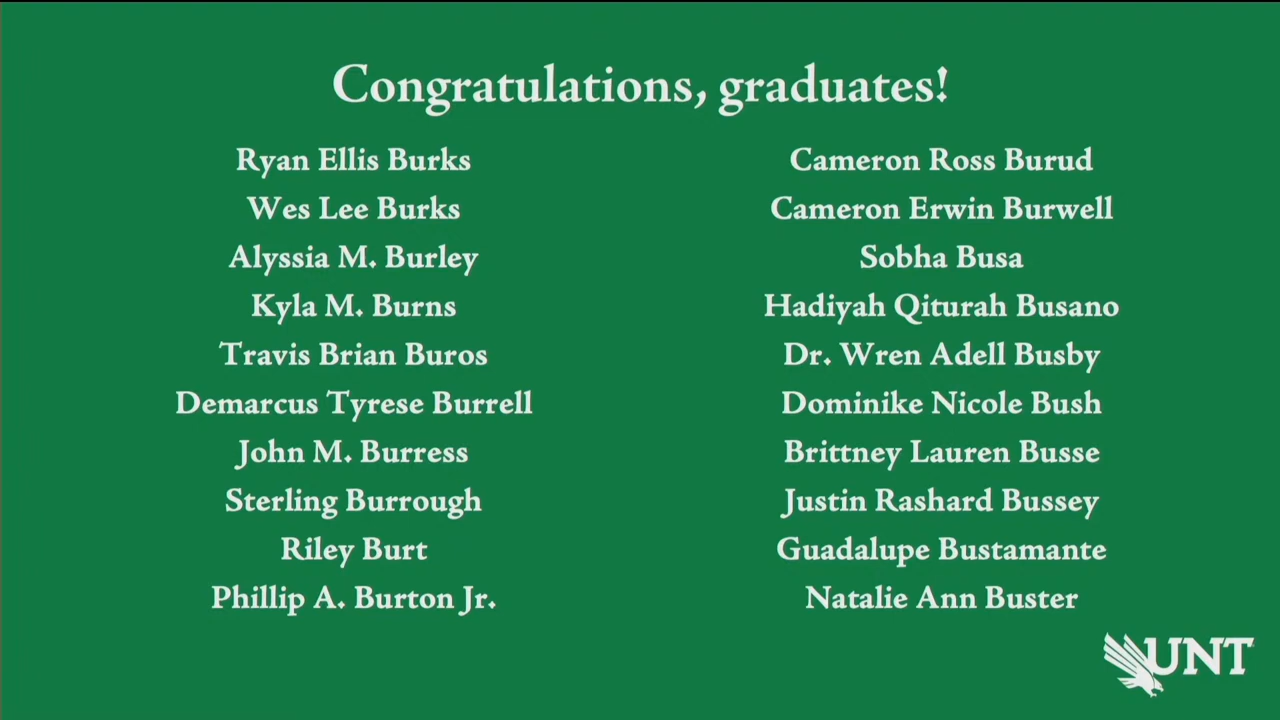 Congratulations, graduates!
Ryan Ellis Burks
Wes Lee Burks
Alyssia M. Burley
Kyla M. Burns
Travis Brian Buros
Demarcus Tyrese Burrell
John M. Burress
Sterling Burrough
Riley Burt
Phillip A. Burton Jr.
Cameron Ross Burud
Cameron Erwin Burwell
Sobha Busa
Hadiyah Qiturah Busano
Dr. Wren Adell Busby
Dominike Nicole Bush
Brittney Lauren Busse
Justin Rashard Bussey
Guadalupe Bustamante
Natalie Ann Buster
UNT